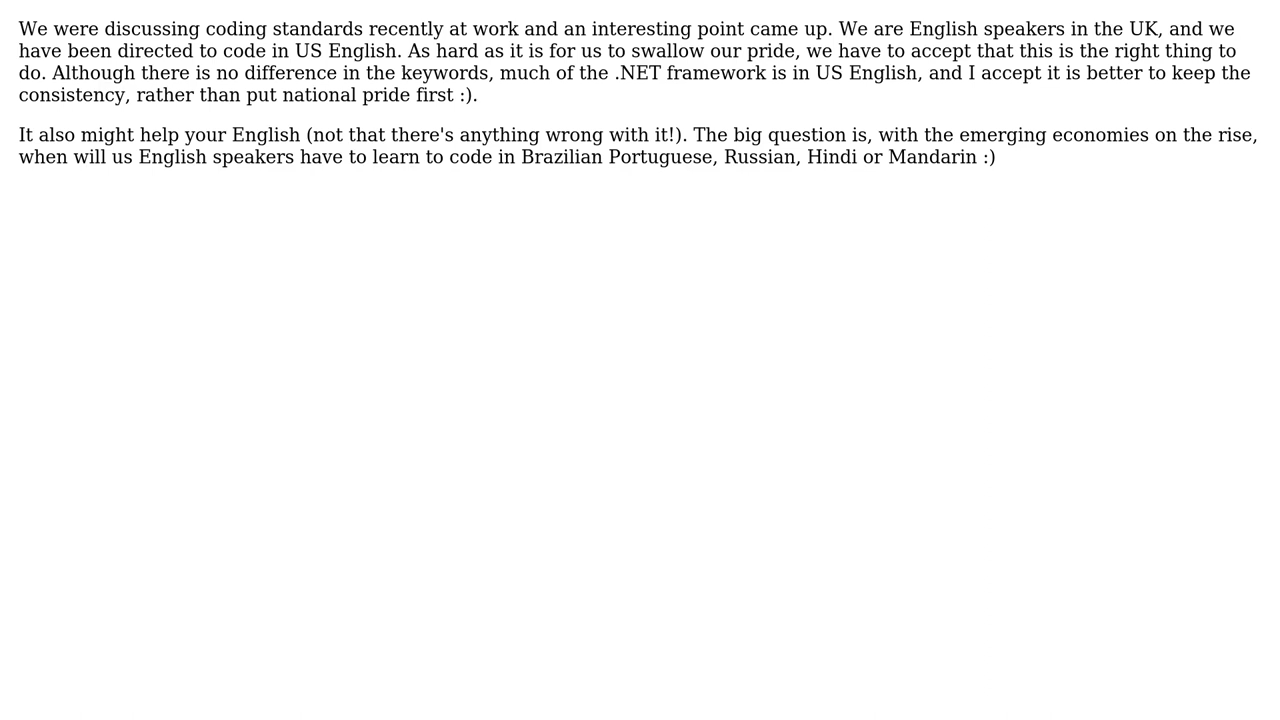 We were discussing coding standards recently at work and an interesting point came up. We are English speakers in the UK, and we
have been directed to code in US English. As hard as it is for us to swallow our pride, we have to accept that this is the right thing to
do. Although there is no difference in the keywords, much of the .NET framework is in US English, and I accept it is better to keep the
consistency, rather than put national pride first :).
It also might help your English (not that there's anything wrong with it!). The big question is, with the emerging economies on the rise,
when will us English speakers have to learn to code in Brazilian Portuguese, Russian, Hindi or Mandarin :)